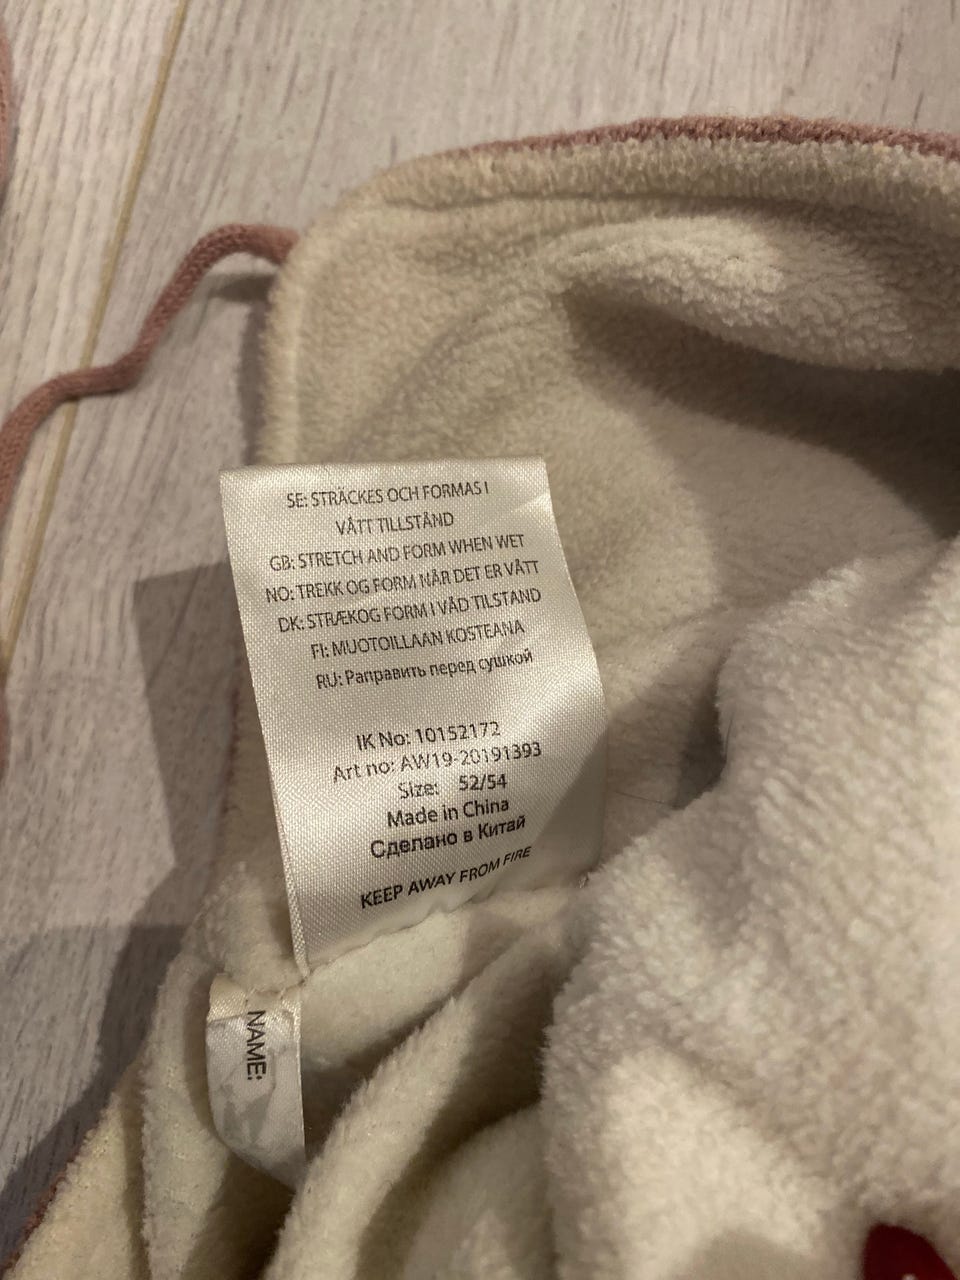 SE: STRÄCKES OCH FORMAS I
VÅTT TILLSTÅND
GB: STRETCH AND FORM WHEN WET
NO: TREKK OG FORM NÅR DET ER VÅTT
DK: STRÆKOG FORM I VÅD TILSTAND
FI: MUOTOILLAAN KOSTEANA
RU: Раправить перед сушкой
IK No: 10152172
Art no: AW19-20191393
Size: 52/54
Made in China
Сделано в Китай
KEEP AWAY FROM FIRE
NAME: